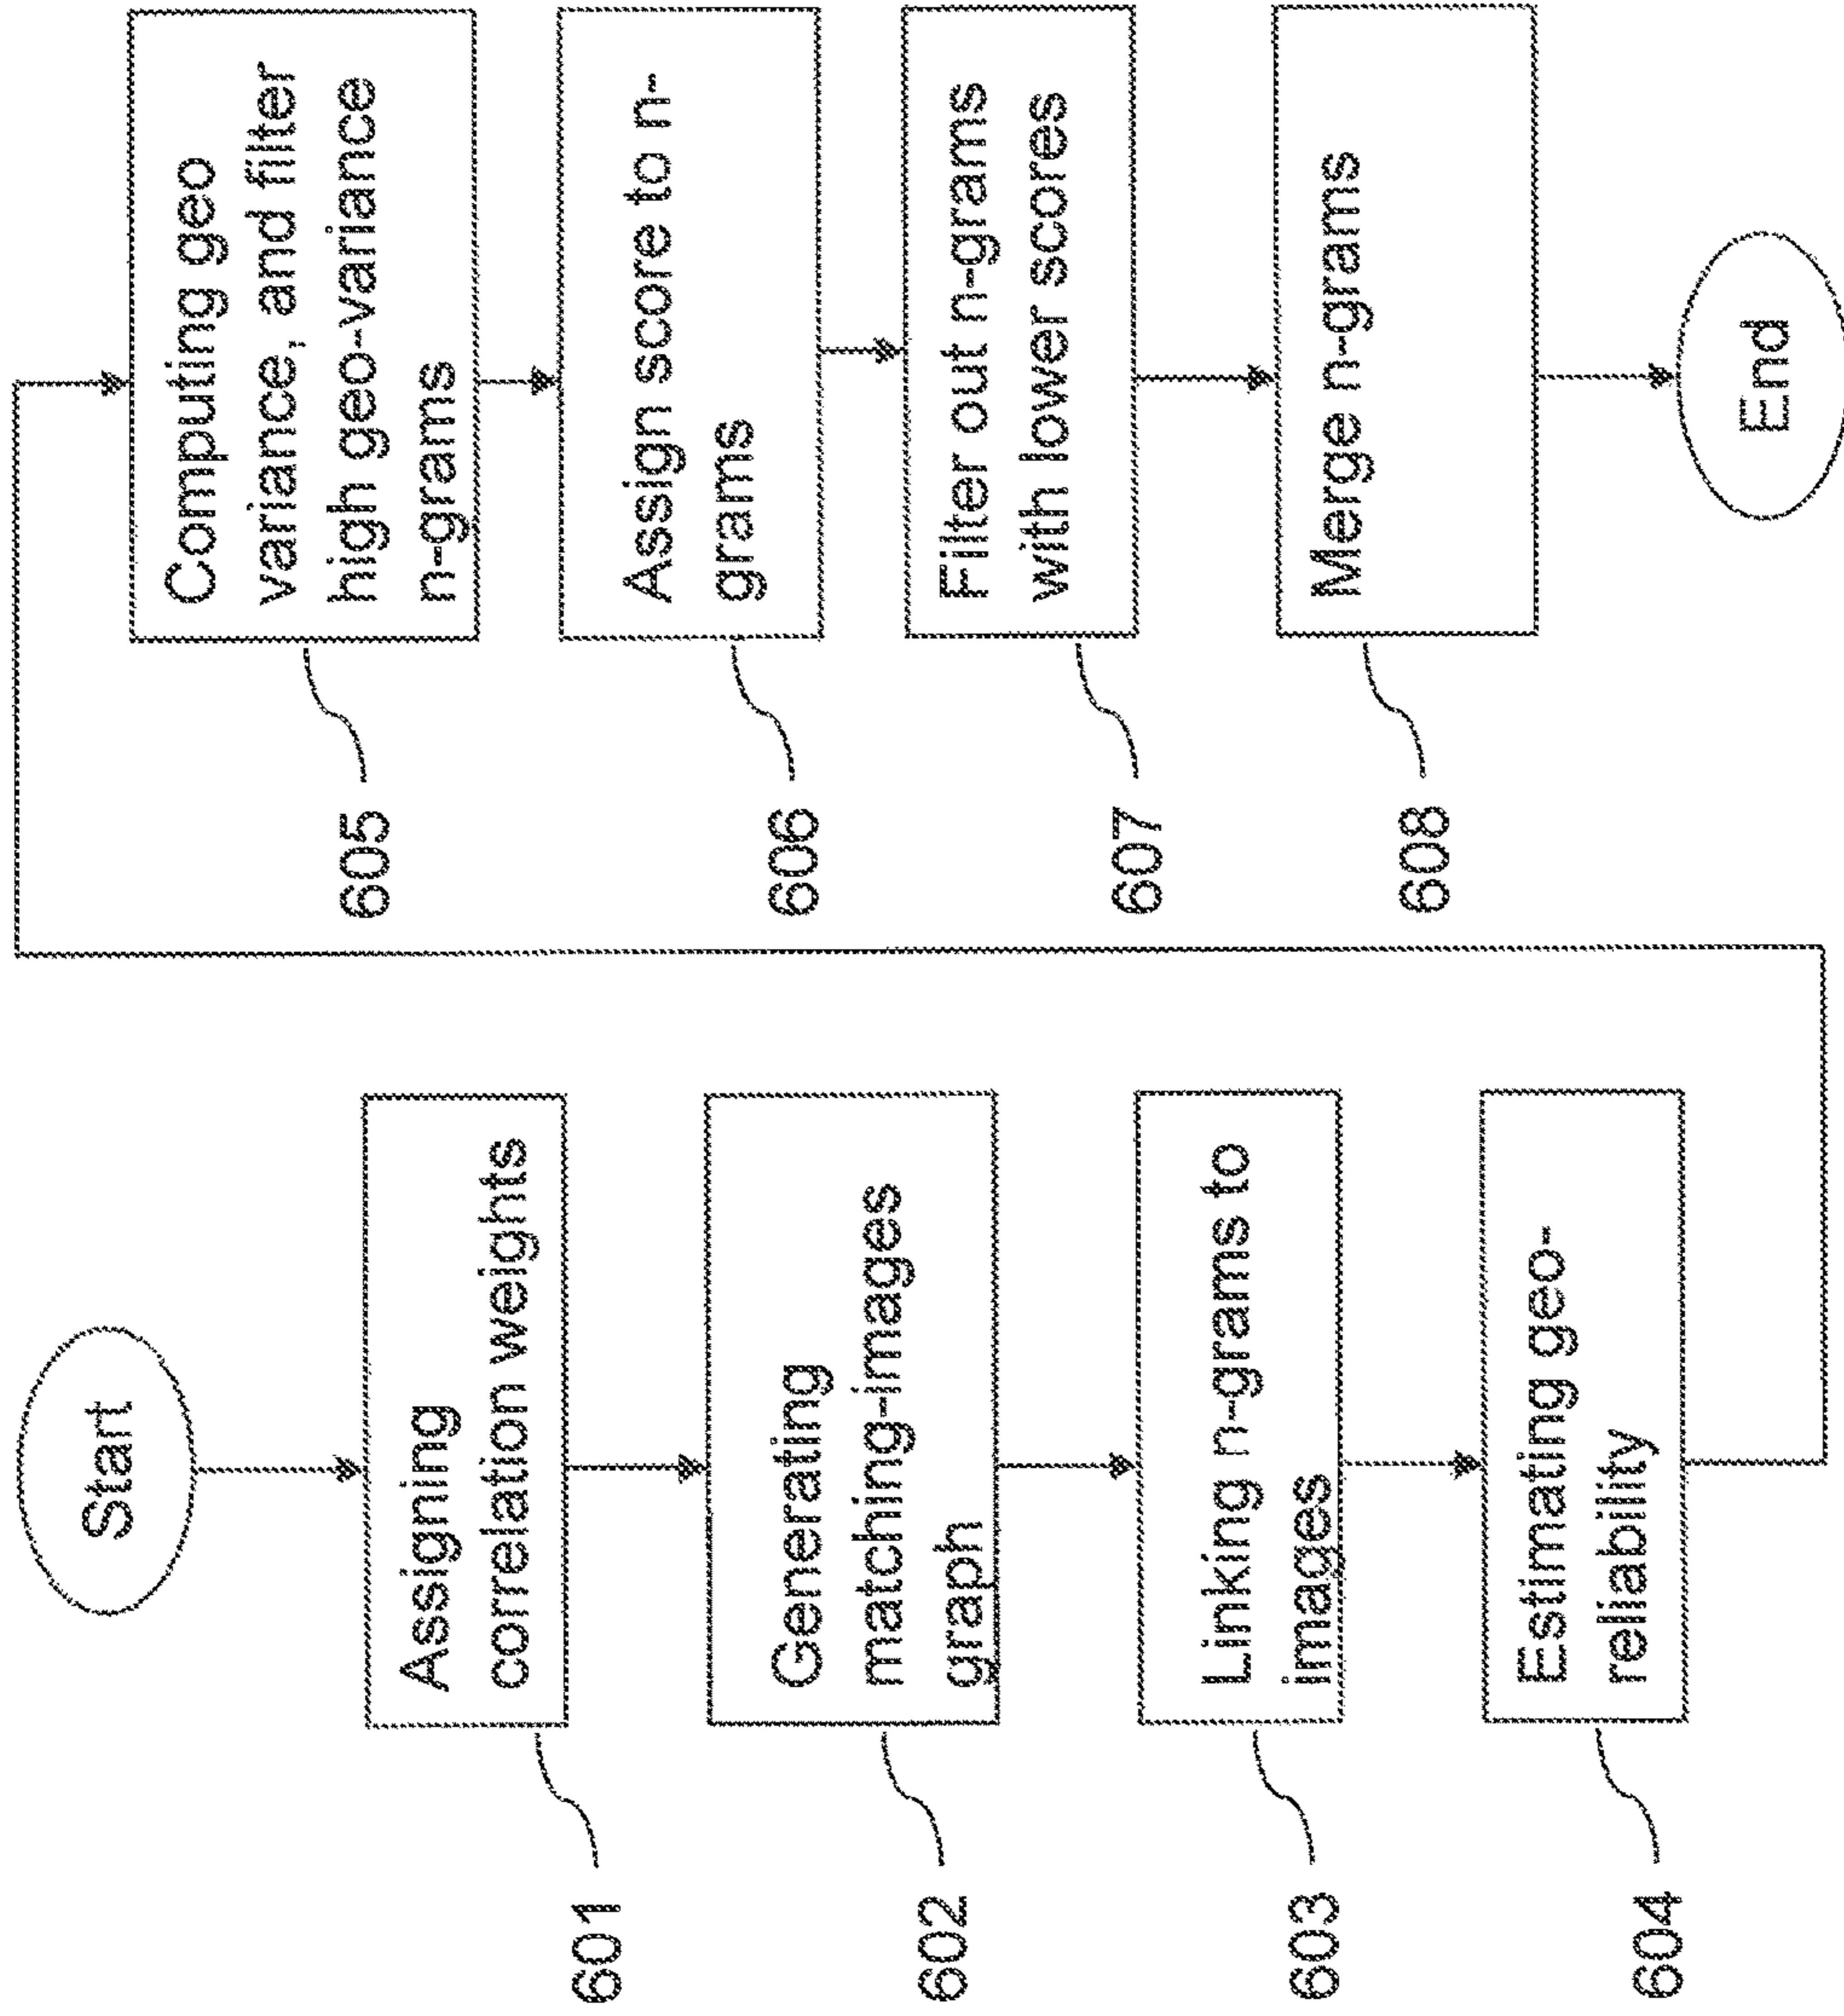 Start
Assigning
correlation weights
601
Generating
matching-images
graph
602
Linking n-grams to
images
603
Estimating geo-
reliability
604
Computing geo
variance, and filter
high geo-variance
n-grams
605
Assign score to n-
grams
606
Filter out n-grams
with lower scores
607
Merge n-grams
608
End